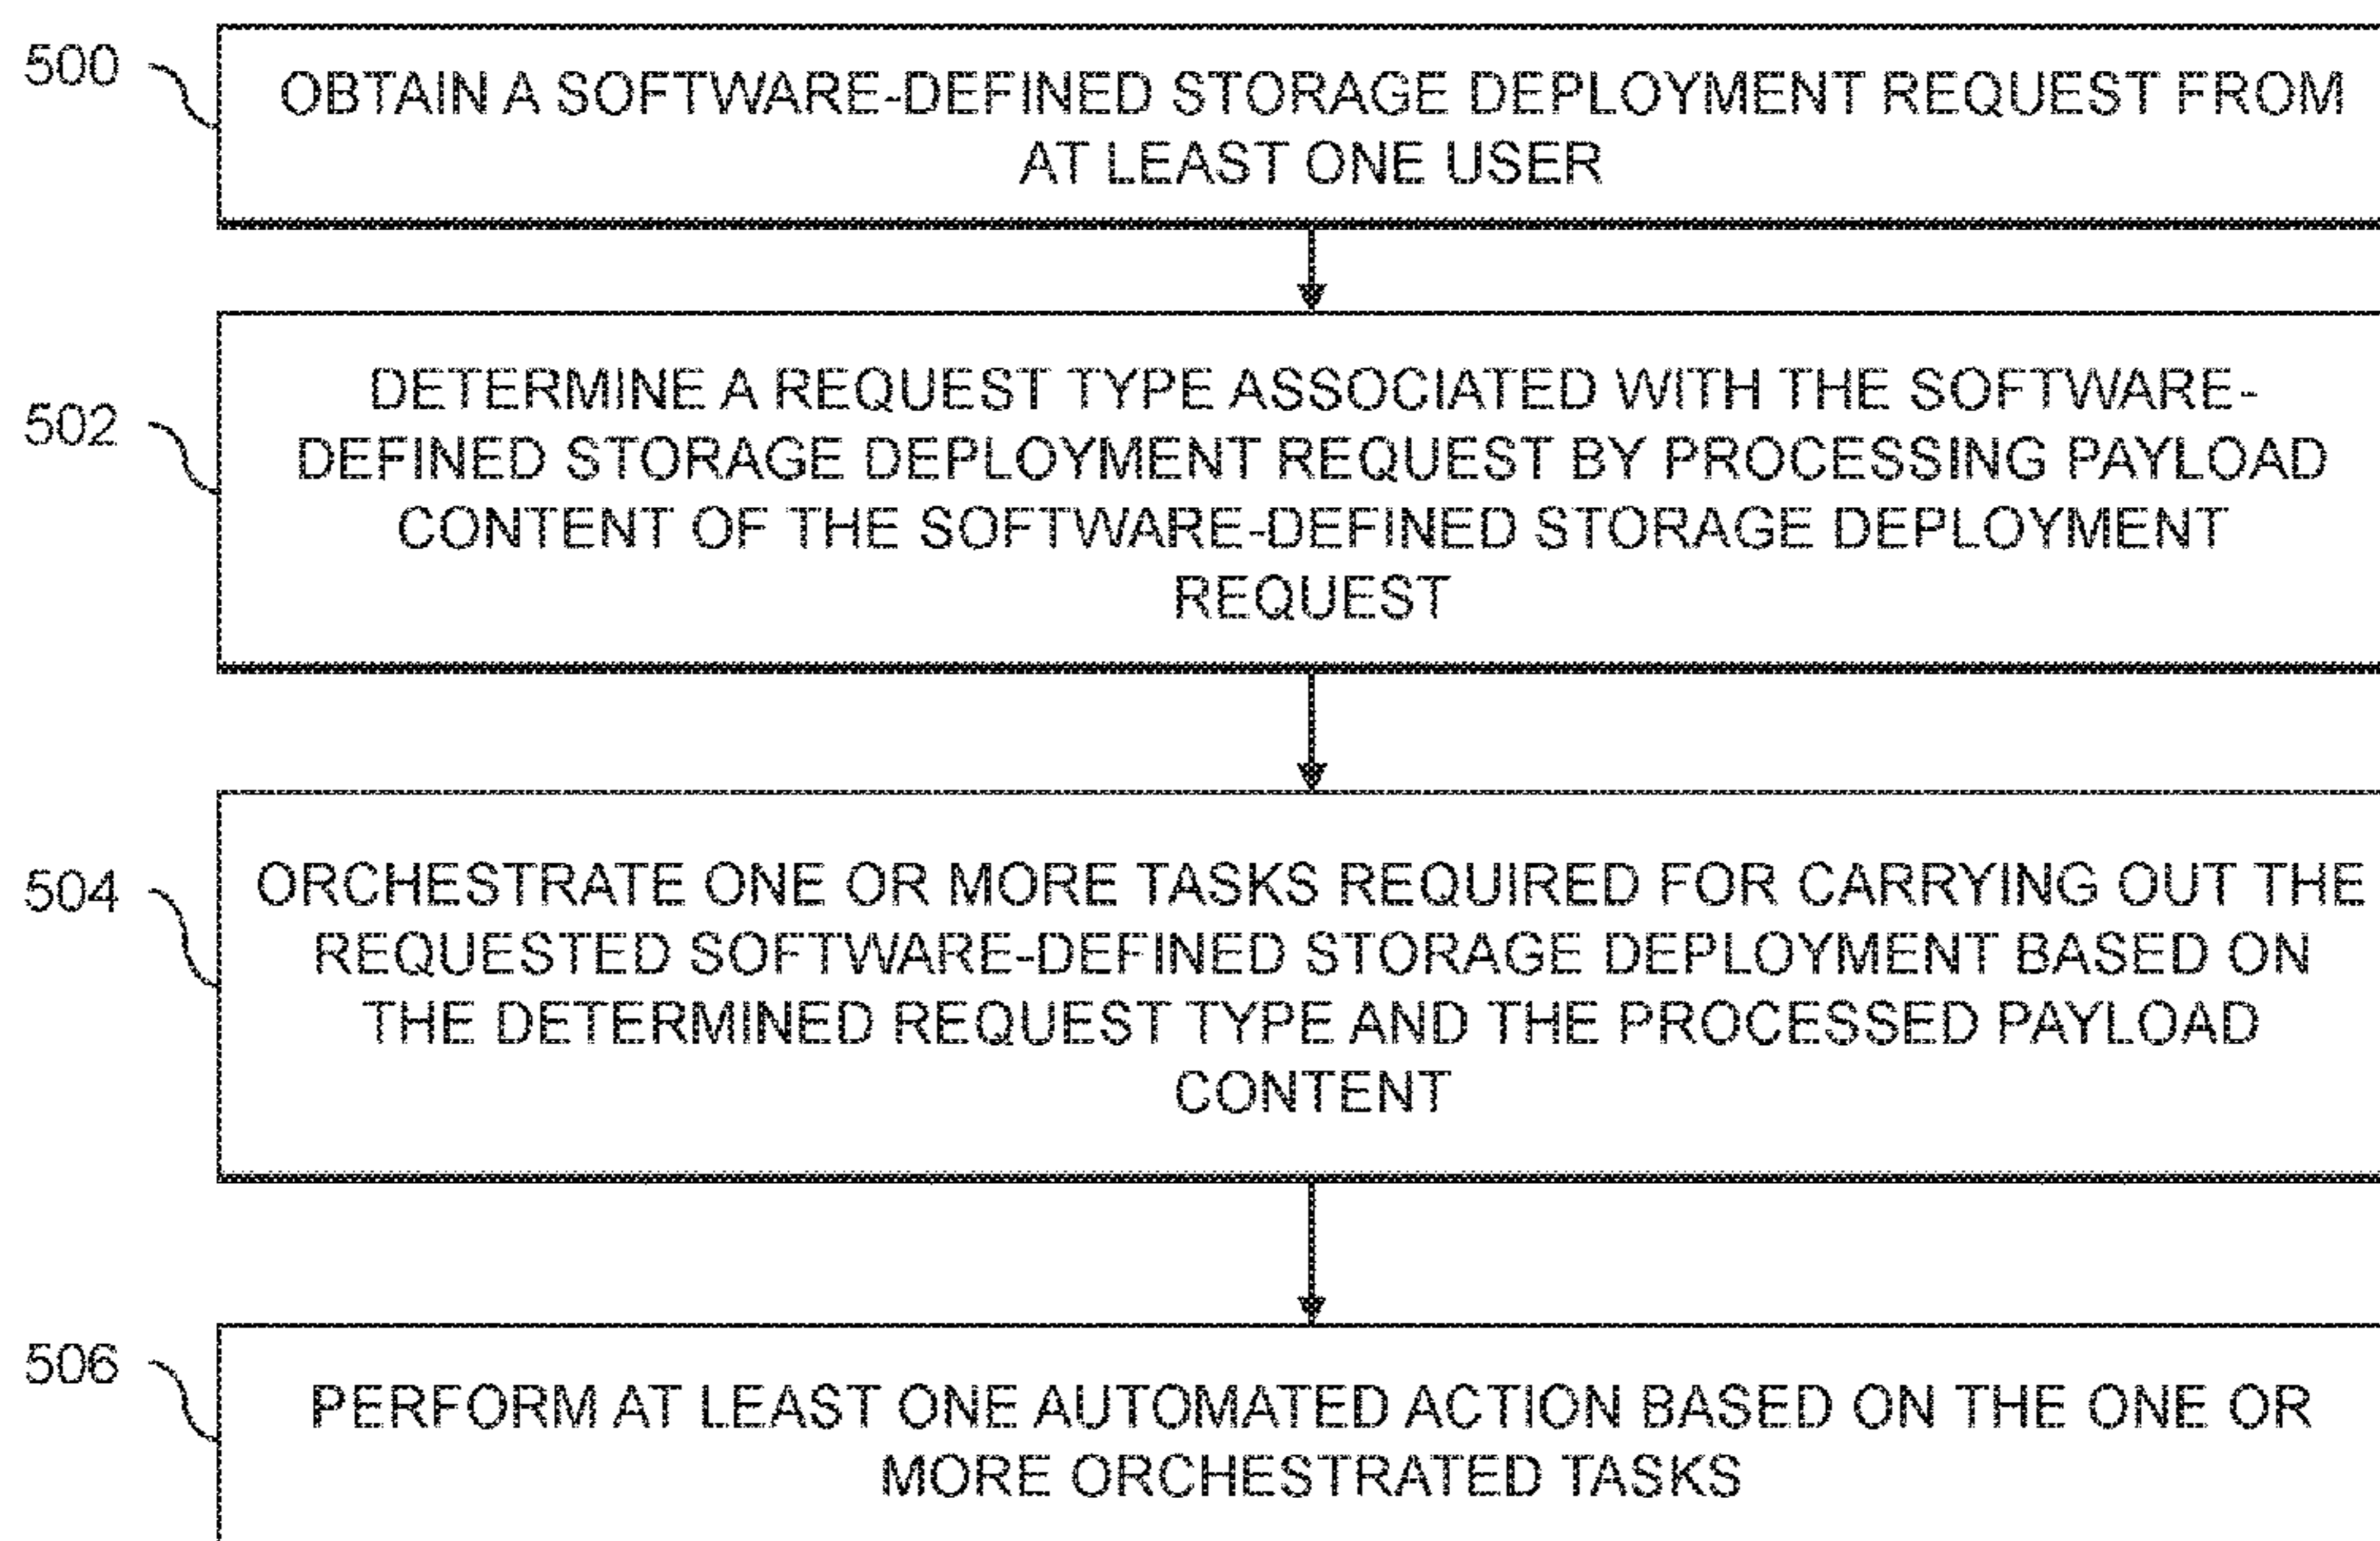 500
OBTAIN A SOFTWARE-DEFINED STORAGE DEPLOYMENT REQUEST FROM
AT LEAST ONE USER
502
DETERMINE A REQUEST TYPE ASSOCIATED WITH THE SOFTWARE-
DEFINED STORAGE DEPLOYMENT REQUEST BY PROCESSING PAYLOAD
CONTENT OF THE SOFTWARE-DEFINED STORAGE DEPLOYMENT
REQUEST
504
ORCHESTRATE ONE OR MORE TASKS REQUIRED FOR CARRYING OUT THE
REQUESTED SOFTWARE-DEFINED STORAGE DEPLOYMENT BASED ON
THE DETERMINED REQUEST TYPE AND THE PROCESSED PAYLOAD
CONTENT
506
PERFORM AT LEAST ONE AUTOMATED ACTION BASED ON THE ONE OR
MORE ORCHESTRATED TASKS